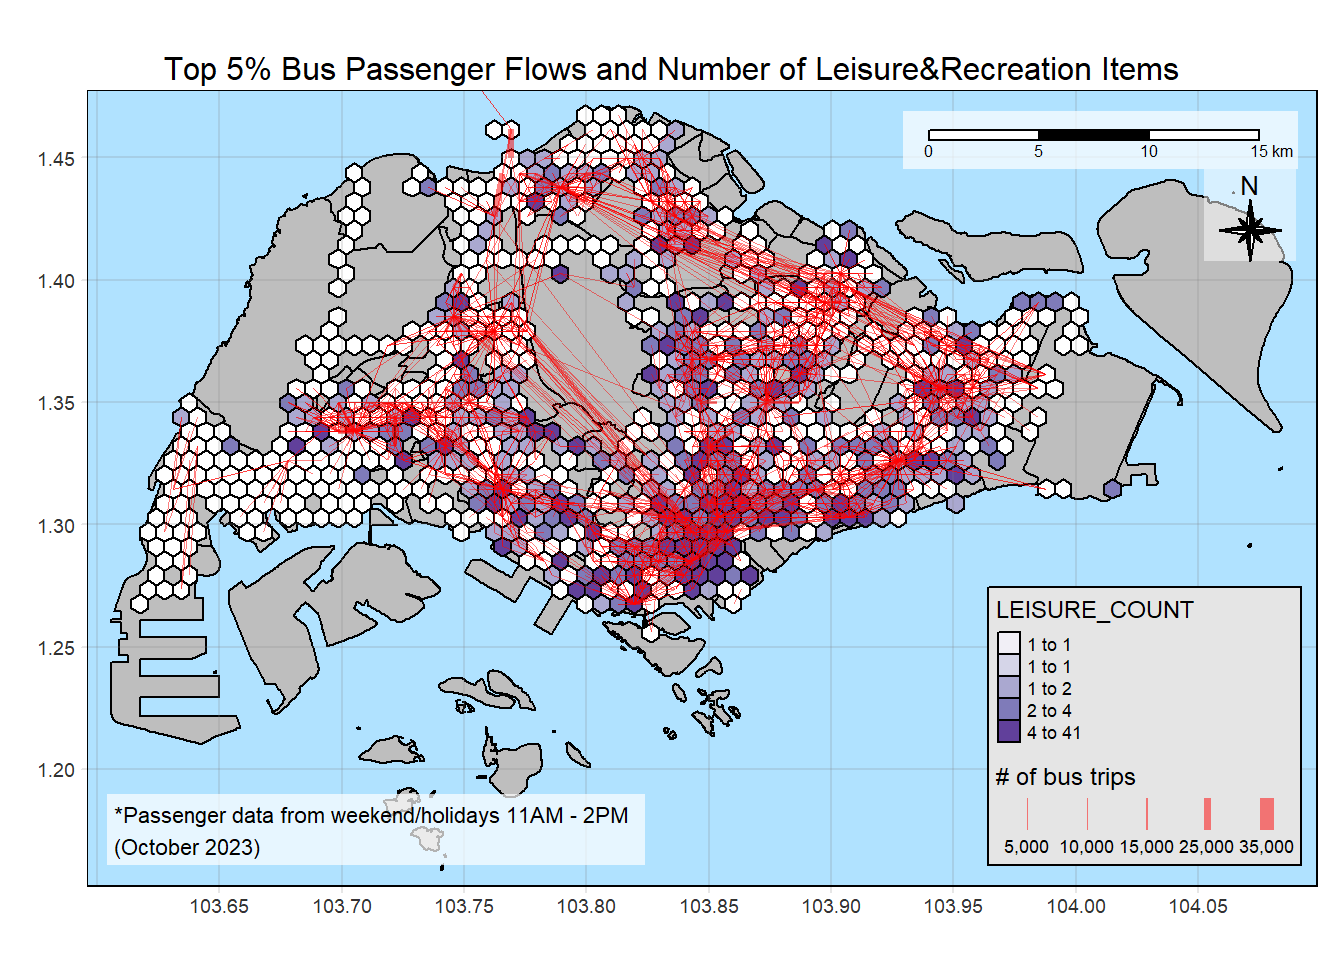 Top 5% Bus Passenger Flows and Number of Leisure&Recreation Items
1.45
1.40
1.35
1.30
1.25
1.20
0 5 10 15 km
N
LEISURE_COUNT
1 to 1
1 to 1
1 to 2
2 to 4
4 to 41
# of bus trips
5,000 10,000 15,000 25,000 35,000
*Passenger data from weekend/holidays 11AM - 2PM
(October 2023)
103.65 103.70 103.75 103.80 103.85 103.90 103.95 104.00 104.05